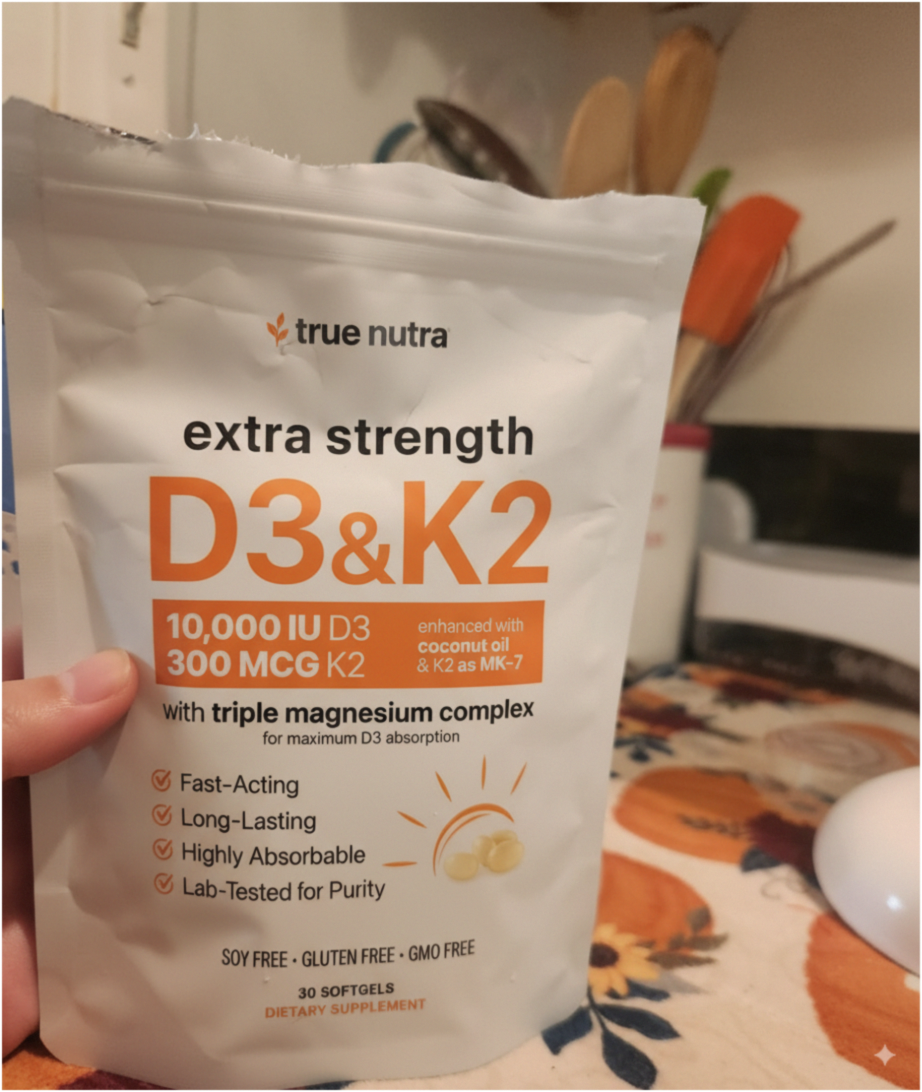 true nutra
extra strength
D3&K2
10,000 IU D3
300 MCG K2
enhanced with
coconut oil
& K2 as MK-7
with triple magnesium complex
for maximum D3 absorption
Fast-Acting
Long-Lasting
Highly Absorbable
Lab-Tested for Purity
SOY FREE • GLUTEN FREE • GMO FREE
30 SOFTGELS
DIETARY SUPPLEMENT